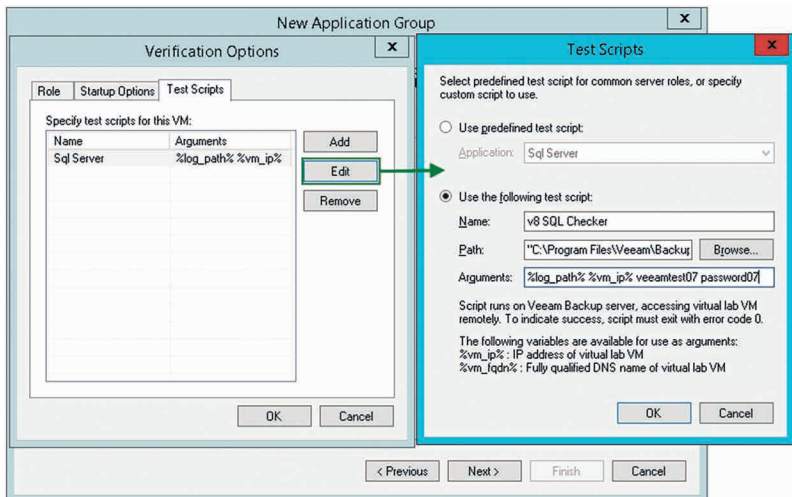 New Application Group
x
Verification Options
x
Role
Startup Options
Test Scripts
Specify test scripts for this VM:
Name
Arguments
Sql Server
%log_path% %vm_ip%
Add
Edit
Remove
OK
Cancel
Test Scripts
x
Select predefined test script for common server roles, or specify
custom script to use.
Use predefined test script:
Application:
Sql Server
Use the following test script:
Name:
v8 SQL Checker
Path:
"C:\Program Files\Veeam\Backup
Browse...
Arguments:
%log_path% %vm_ip% veeamtest07 password07
Script runs on Veeam Backup server, accessing virtual lab VM
remotely. To indicate success, script must exit with error code 0.
The following variables are available for use as arguments:
%vm_ip% : IP address of virtual lab VM
%vm_fqdn% : Fully qualified DNS name of virtual lab VM
OK
Cancel
< Previous
Next >
Finish
Cancel